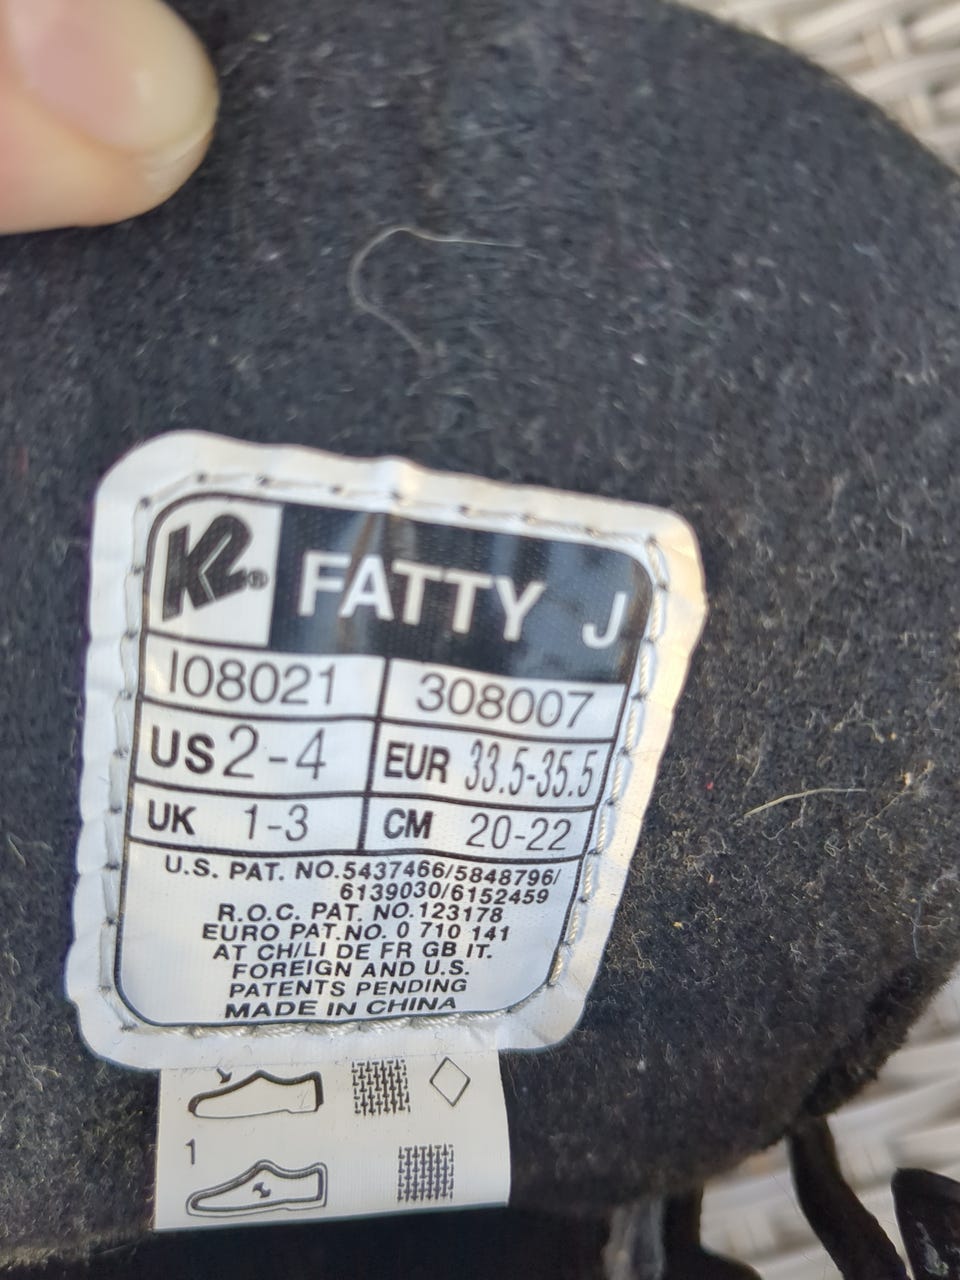 K2® FATTY J
108021 308007
US 2-4 EUR 33.5-35.5
UK 1-3 CM 20-22
U.S. PAT. NO.5437466/5848796/
6139030/6152459
R.O.C. PAT. NO.123178
EURO PAT.NO. 0 710 141
AT CH/LI DE FR GB IT.
FOREIGN AND U.S.
PATENTS PENDING
MADE IN CHINA
1